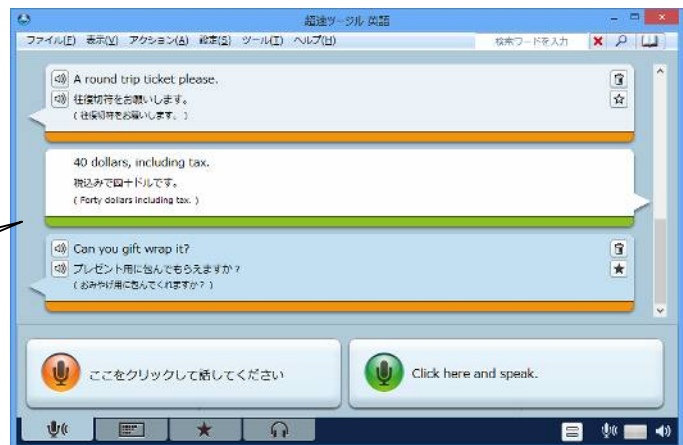 超速ツージル 英語
ファイル(F) 表示(V) アクション(A) 設定(S) ツール(T) ヘルプ(H) 検索ワードを入力
A round trip ticket please.
往復切符をお願いします。
( 往復切符をお願いします。 )
40 dollars, including tax.
税込みで四十ドルです。
( Forty dollars including tax. )
Can you gift wrap it?
プレゼント用に包んでもらえますか？
( おみやげ用に包んでくれますか？ )
ここをクリックして話してください
Click here and speak.